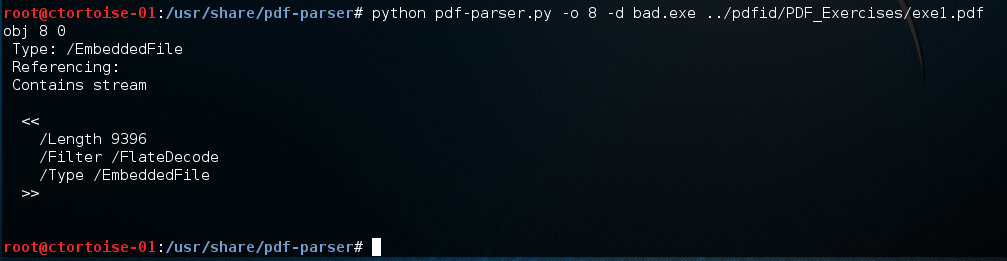 root@ctortoise-01:/usr/share/pdf-parser# python pdf-parser.py -o 8 -d bad.exe ../pdfid/PDF_Exercises/exe1.pdf
obj 8 0
 Type: /EmbeddedFile
 Referencing:
 Contains stream
  <<
    /Length 9396
    /Filter /FlateDecode
    /Type /EmbeddedFile
  >>
root@ctortoise-01:/usr/share/pdf-parser#